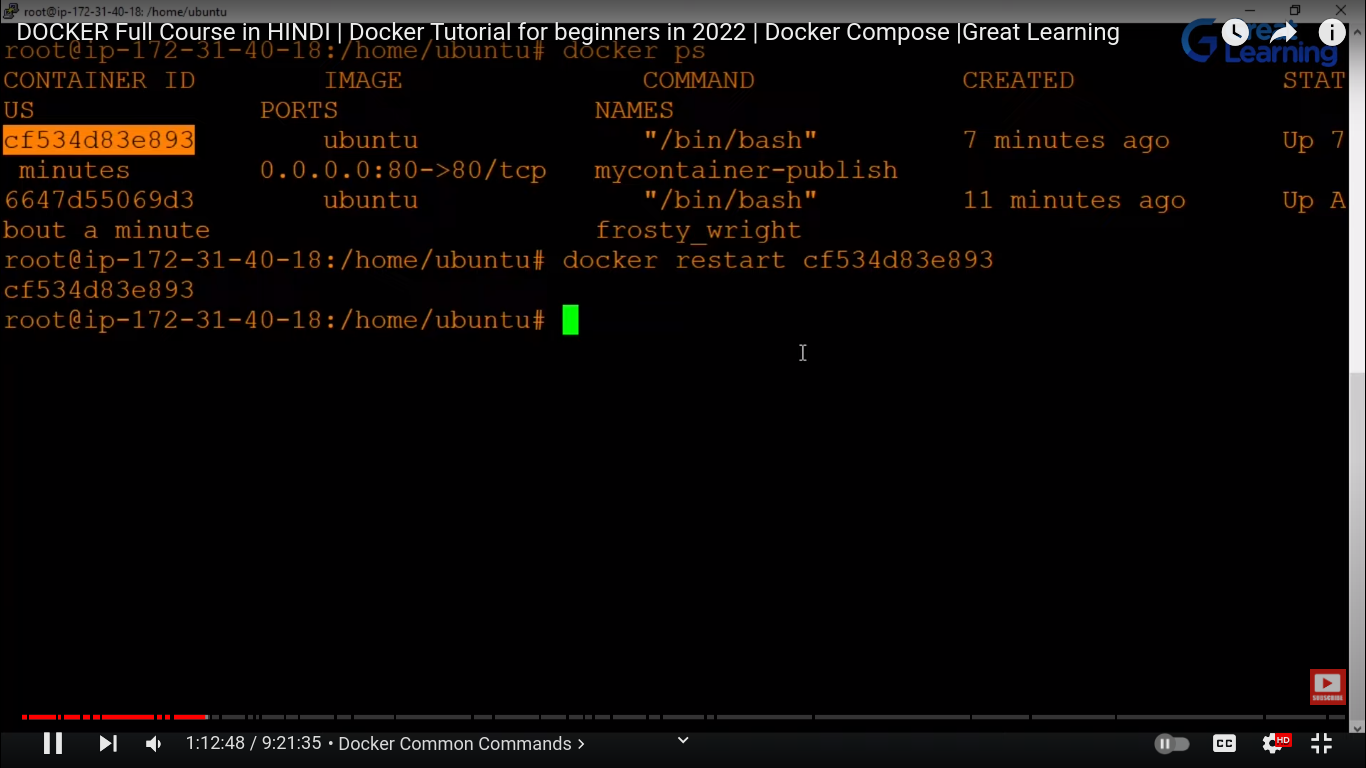 root@ip-172-31-40-18: /home/ubuntu
DOCKER Full Course in HINDI | Docker Tutorial for beginners in 2022 | Docker Compose |Great Learning
Great Learning
root@ip-172-31-40-18:/home/ubuntu# docker ps
CONTAINER ID IMAGE COMMAND CREATED STAT
US PORTS NAMES
cf534d83e893 ubuntu "/bin/bash" 7 minutes ago Up 7
minutes 0.0.0.0:80->80/tcp mycontainer-publish
6647d55069d3 ubuntu "/bin/bash" 11 minutes ago Up A
bout a minute frosty_wright
root@ip-172-31-40-18:/home/ubuntu# docker restart cf534d83e893
cf534d83e893
root@ip-172-31-40-18:/home/ubuntu#
SUBSCRIBE
1:12:48 / 9:21:35 • Docker Common Commands
CC
HD